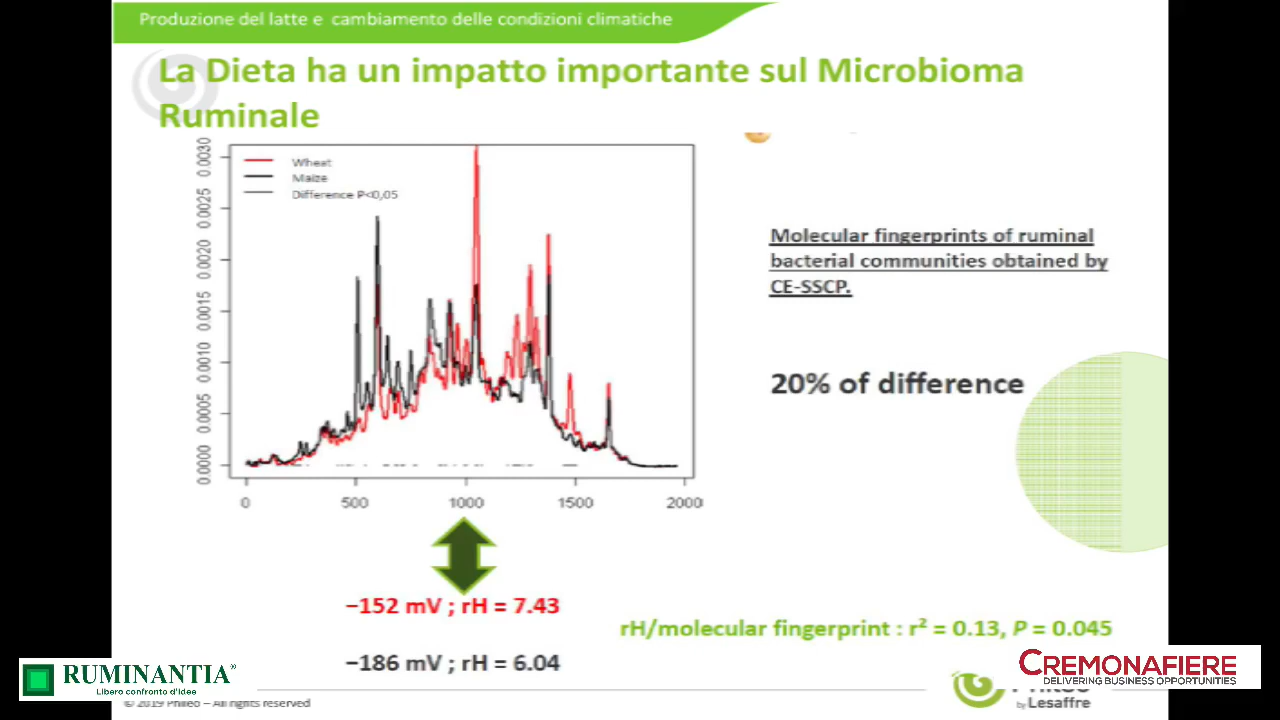 Produzione del latte e cambiamento delle condizioni climatiche
La Dieta ha un impatto importante sul Microbioma
Ruminale
0.0030
0.0025
0.0020
0.0015
0.0010
0.0005
0.0000
Wheat
Maize
Difference P<0,05
0 500 1000 1500 2000
Molecular fingerprints of ruminal
bacterial communities obtained by
CE-SSCP.
20% of difference
−152 mV ; rH = 7.43
rH/molecular fingerprint : r² = 0.13, P = 0.045
−186 mV ; rH = 6.04
RUMINANTIA®
Libero confronto d'Idee
CREMONAFIERE
DELIVERING BUSINESS OPPORTUNITIES
by Lesaffre
© 2019 Phileo – All rights reserved